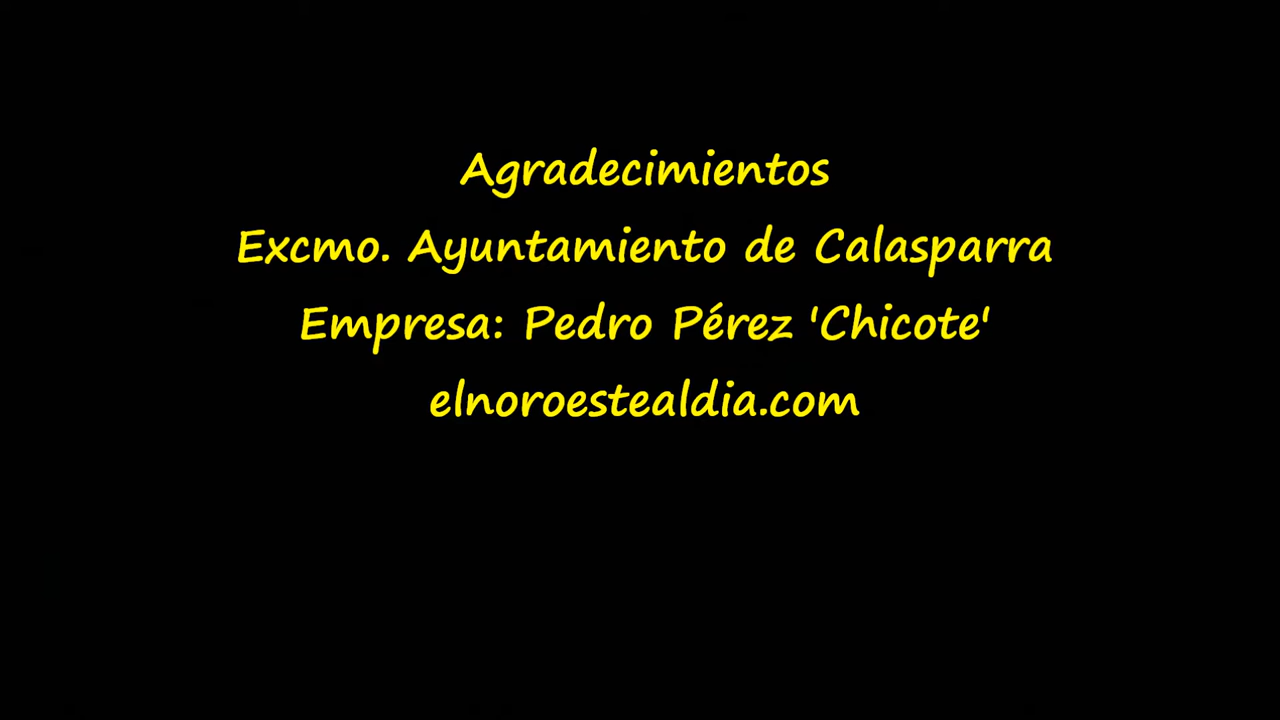 Agradecimientos
Excmo. Ayuntamiento de Calasparra
Empresa: Pedro Pérez 'Chicote'
elnoroestealdia.com